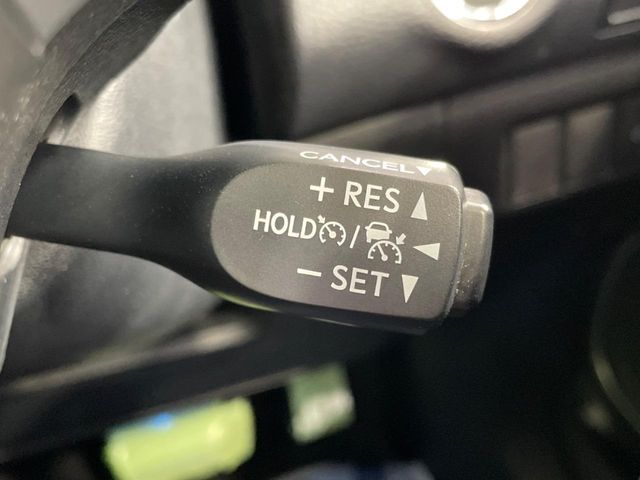 CANCEL
+ RES
HOLD /
− SET